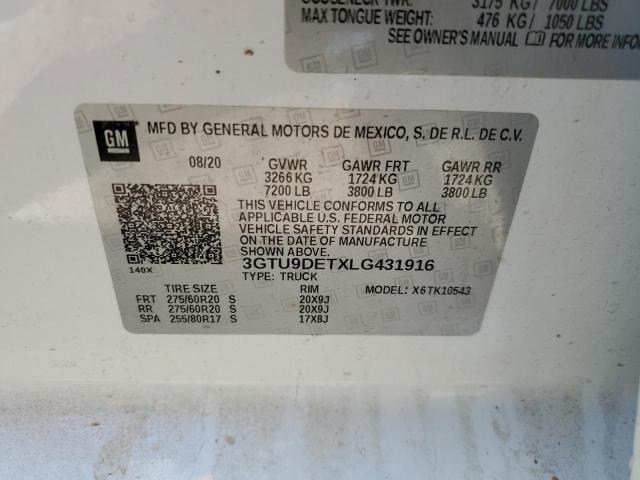 3175 KG / 7000 LBS
MAX TONGUE WEIGHT: 476 KG / 1050 LBS
SEE OWNER'S MANUAL FOR MORE
GM
MFD BY GENERAL MOTORS DE MEXICO, S. DE R.L. DE C.V.
08/20 GVWR GAWR FRT GAWR RR
3266 KG 1724 KG 1724 KG
7200 LB 3800 LB 3800 LB
THIS VEHICLE CONFORMS TO ALL
APPLICABLE U.S. FEDERAL MOTOR
VEHICLE SAFETY STANDARDS IN EFFECT
ON THE DATE OF MANUFACTURE
SHOWN ABOVE.
140X 3GTU9DETXLG431916
TYPE: TRUCK
TIRE SIZE RIM MODEL: X6TK10543
FRT 275/60R20 S 20X9J
RR 275/60R20 S 20X9J
SPA 255/80R17 S 17X8J